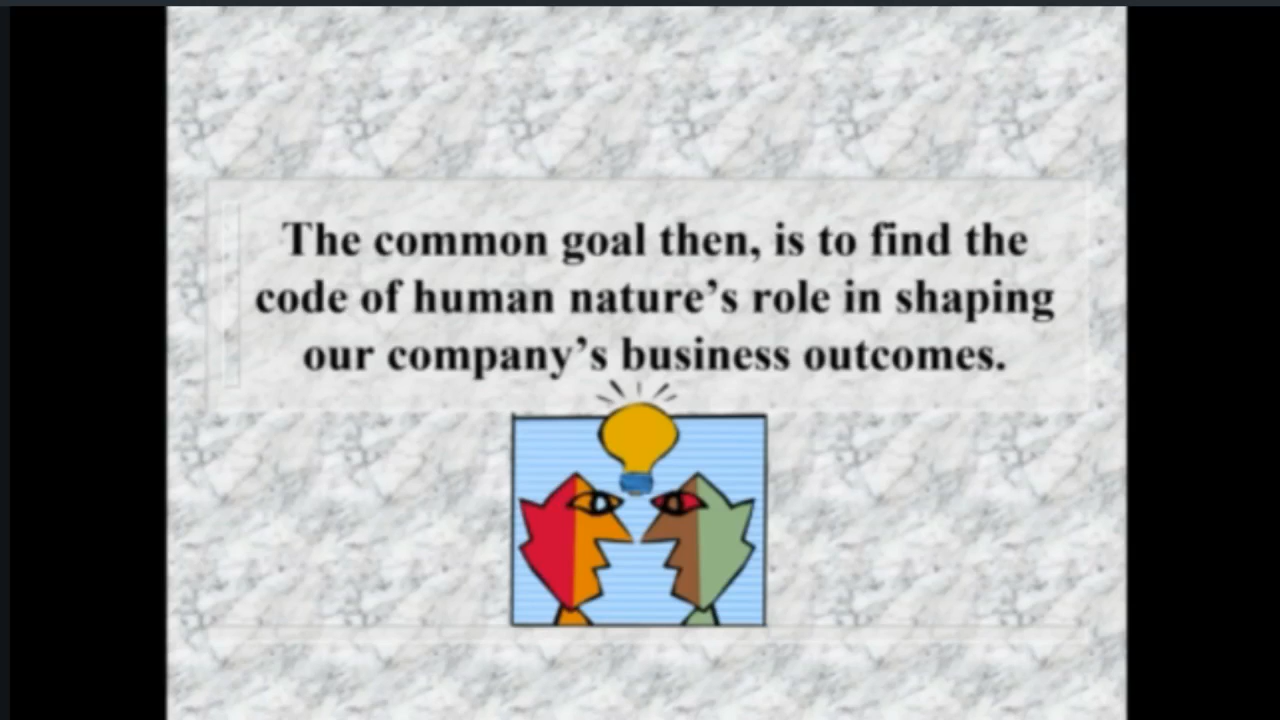 The common goal then, is to find the
code of human nature’s role in shaping
our company’s business outcomes.